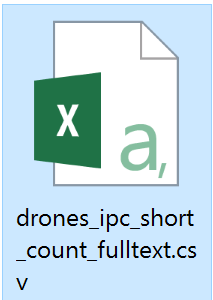 X
a,
drones_ipc_short
_count_fulltext.cs
v